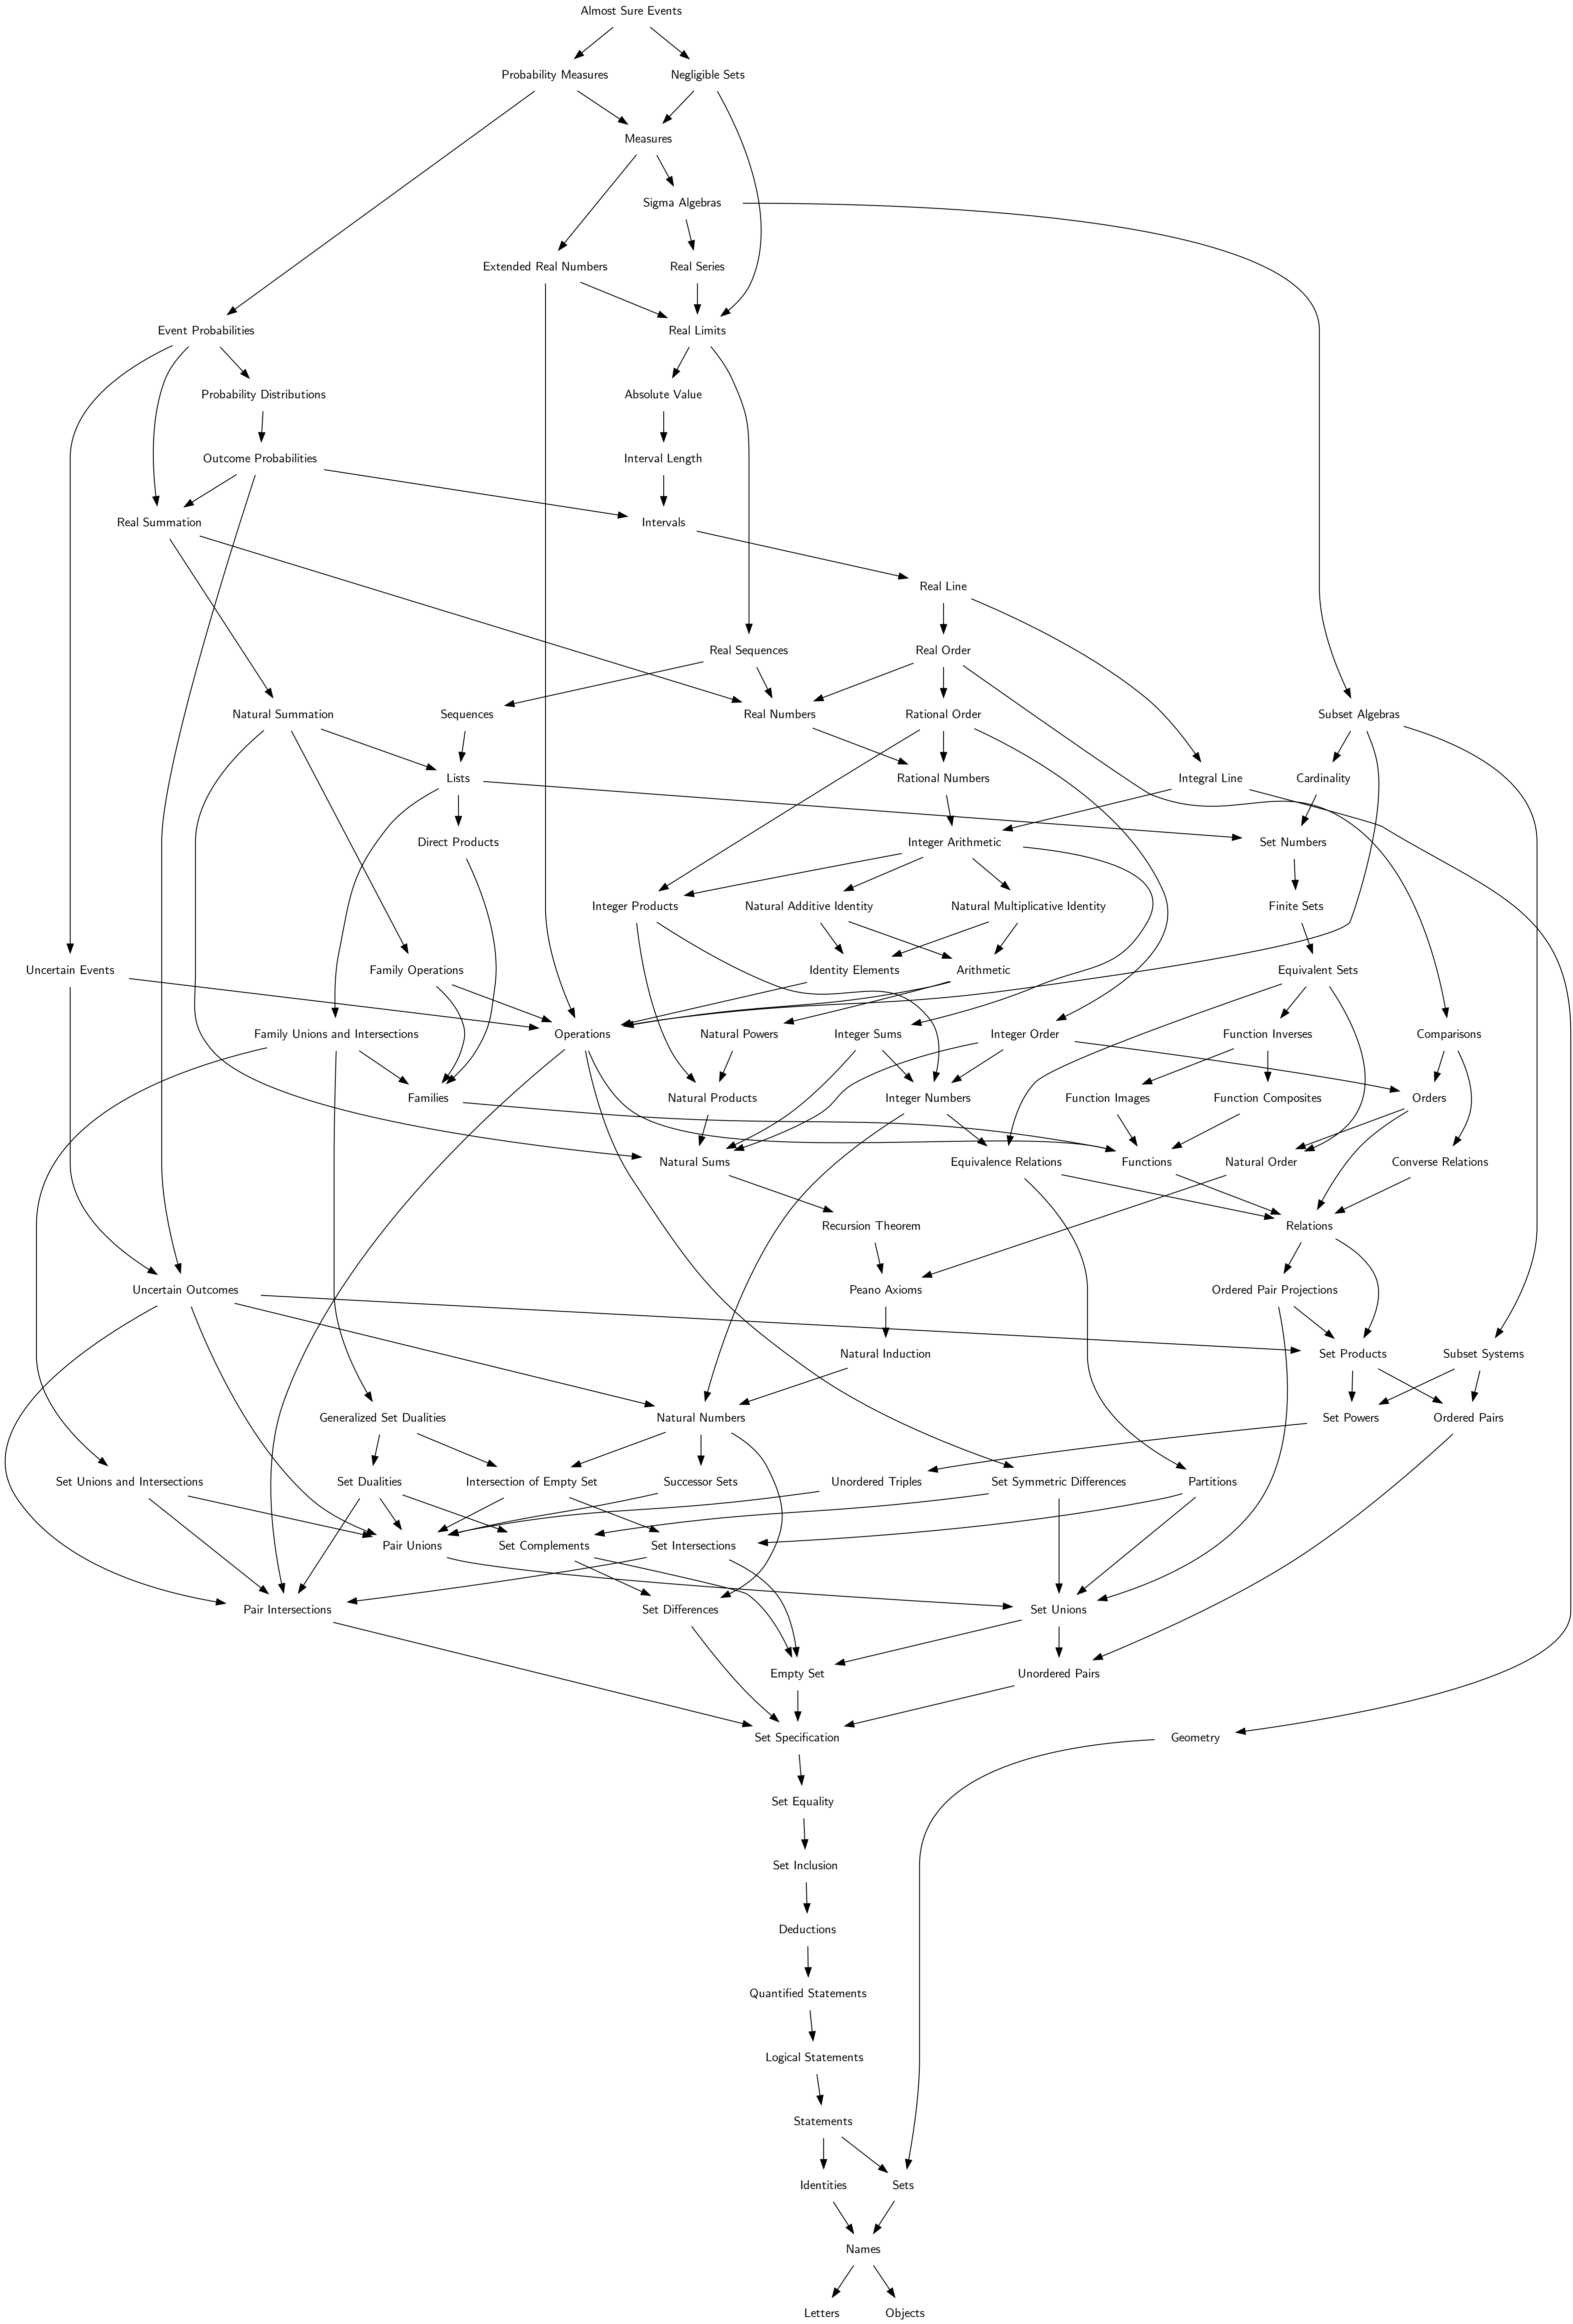 Almost Sure Events
Probability Measures
Negligible Sets
Measures
Sigma Algebras
Extended Real Numbers
Real Series
Event Probabilities
Real Limits
Probability Distributions
Absolute Value
Outcome Probabilities
Interval Length
Real Summation
Intervals
Real Line
Real Sequences
Real Order
Natural Summation
Sequences
Real Numbers
Rational Order
Subset Algebras
Lists
Rational Numbers
Integral Line
Cardinality
Direct Products
Integer Arithmetic
Set Numbers
Integer Products
Natural Additive Identity
Natural Multiplicative Identity
Finite Sets
Uncertain Events
Family Operations
Identity Elements
Arithmetic
Equivalent Sets
Family Unions and Intersections
Operations
Natural Powers
Integer Sums
Integer Order
Function Inverses
Comparisons
Families
Natural Products
Integer Numbers
Function Images
Function Composites
Orders
Natural Sums
Equivalence Relations
Functions
Natural Order
Converse Relations
Recursion Theorem
Relations
Uncertain Outcomes
Peano Axioms
Ordered Pair Projections
Natural Induction
Set Products
Subset Systems
Generalized Set Dualities
Natural Numbers
Set Powers
Ordered Pairs
Set Unions and Intersections
Set Dualities
Intersection of Empty Set
Successor Sets
Unordered Triples
Set Symmetric Differences
Partitions
Pair Unions
Set Complements
Set Intersections
Pair Intersections
Set Differences
Set Unions
Empty Set
Unordered Pairs
Set Specification
Geometry
Set Equality
Set Inclusion
Deductions
Quantified Statements
Logical Statements
Statements
Identities
Sets
Names
Letters
Objects